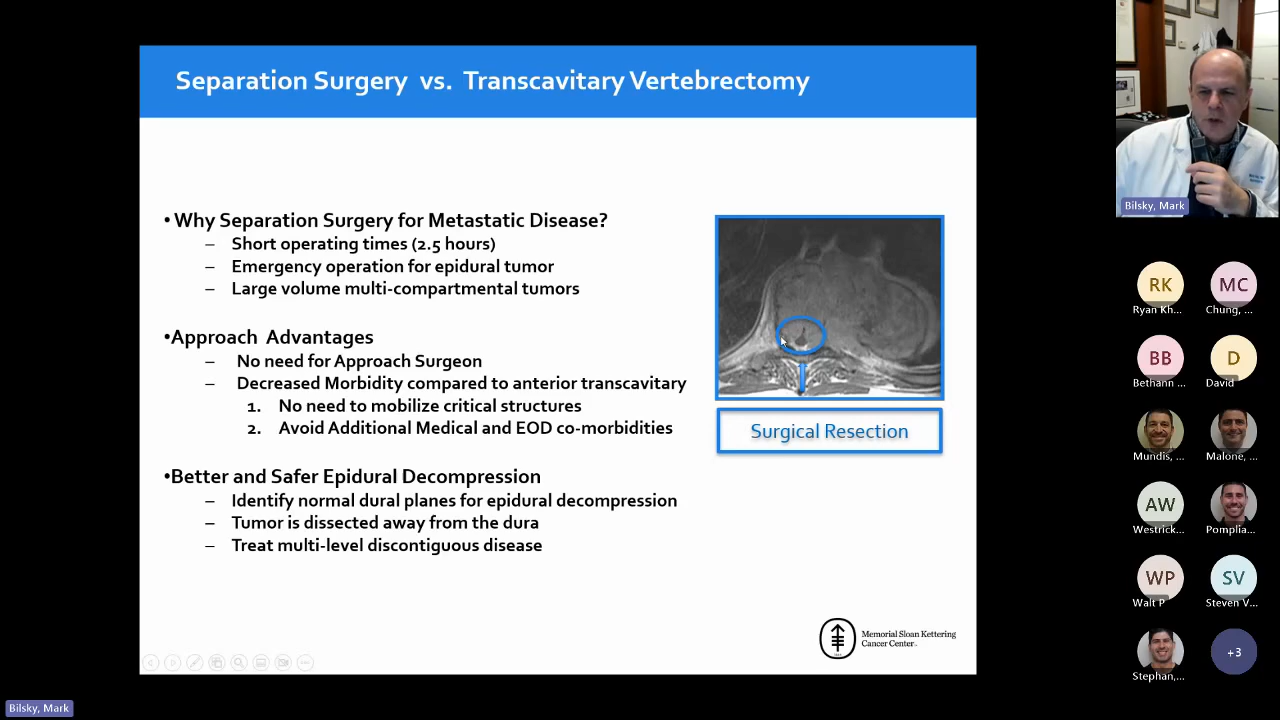 Separation Surgery vs. Transcavitary Vertebrectomy
• Why Separation Surgery for Metastatic Disease?
– Short operating times (2.5 hours)
– Emergency operation for epidural tumor
– Large volume multi-compartmental tumors
•Approach Advantages
– No need for Approach Surgeon
– Decreased Morbidity compared to anterior transcavitary
1. No need to mobilize critical structures
2. Avoid Additional Medical and EOD co-morbidities
•Better and Safer Epidural Decompression
– Identify normal dural planes for epidural decompression
– Tumor is dissected away from the dura
– Treat multi-level discontiguous disease
Surgical Resection
Memorial Sloan Kettering
Cancer Center
Bilsky, Mark
RK
MC
Ryan Kh...
Chung, ...
BB
D
Bethann ...
David
Mundis, ...
Malone, ...
AW
Westrick...
Pomplia...
WP
SV
Walt P
Steven V...
+3
Stephan,...
Bilsky, Mark